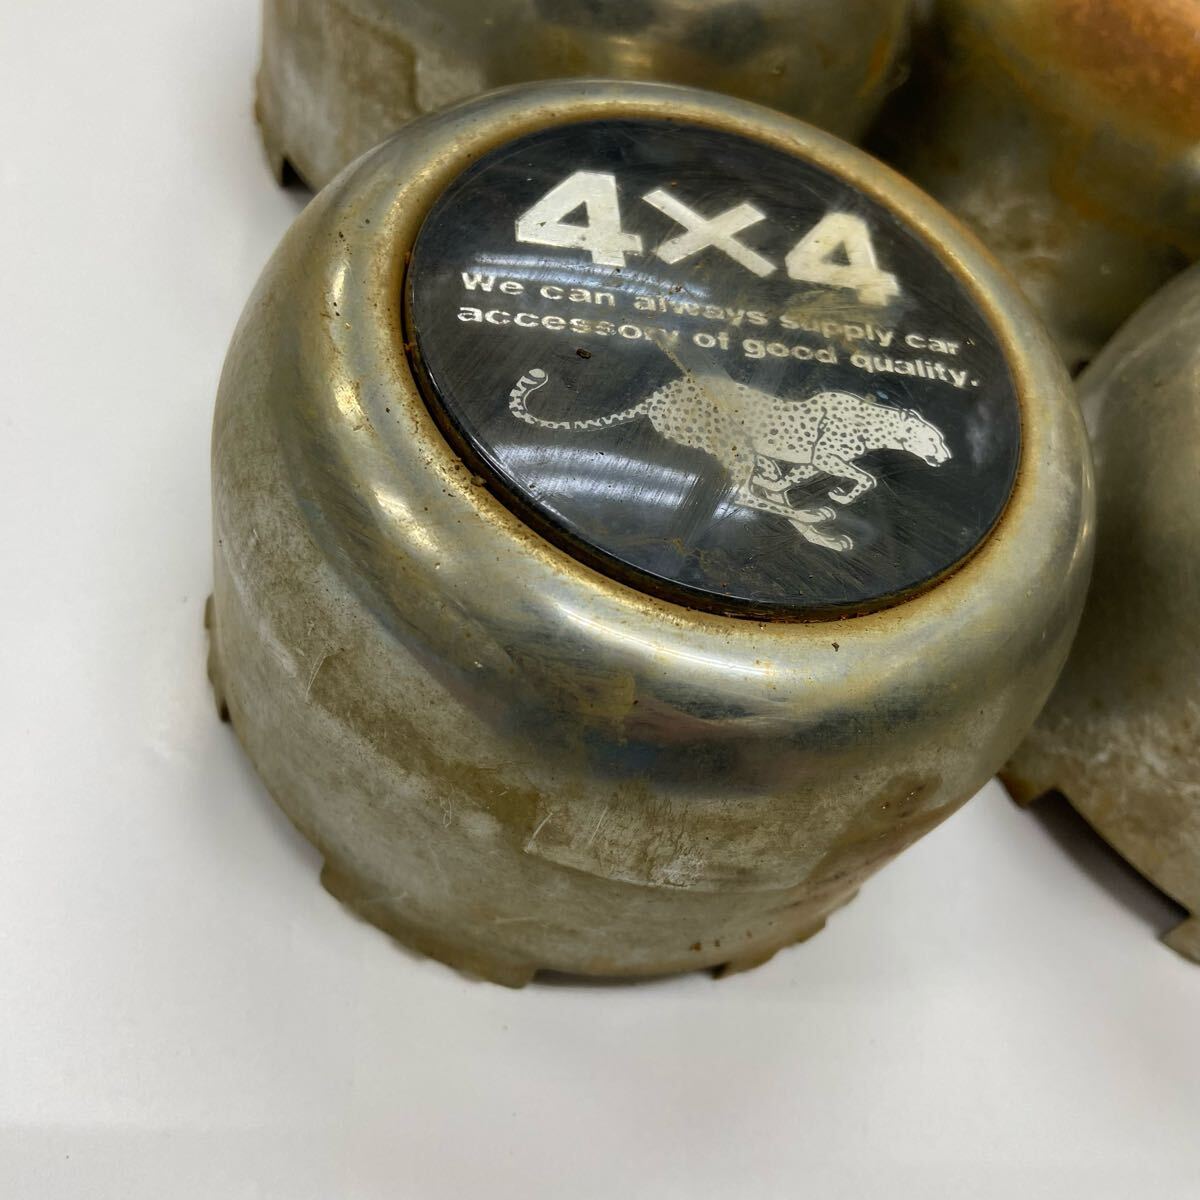 4×4
We can always supply car
accessory of good quality.